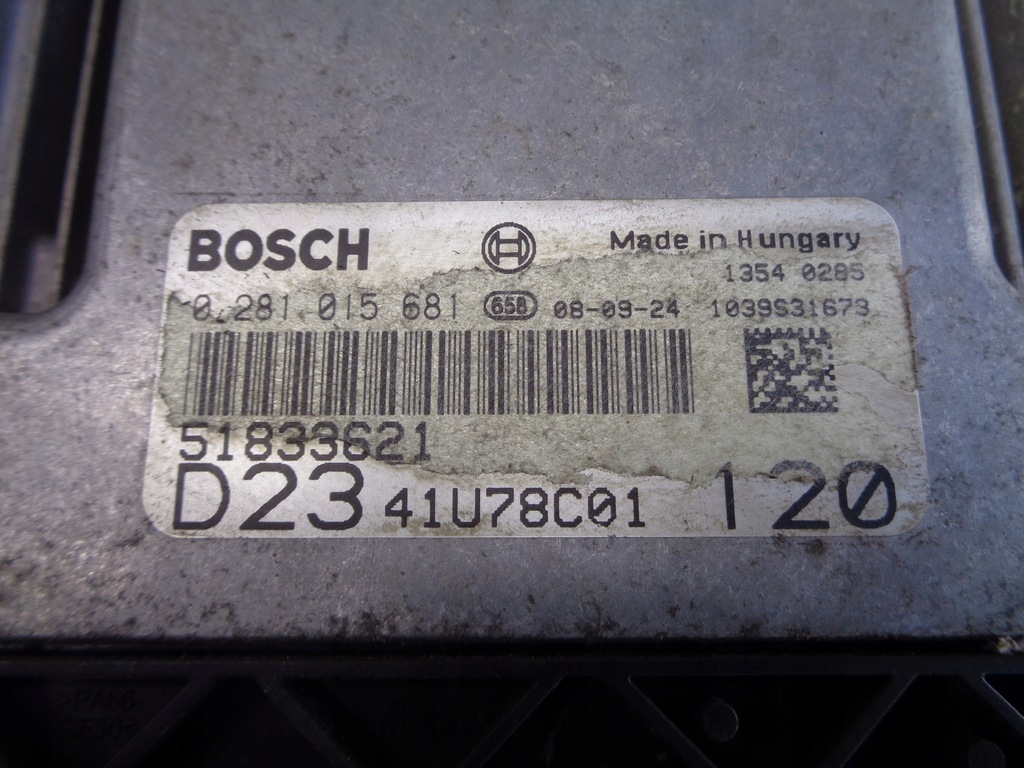 BOSCH Made in Hungary
1354 0285
0 281 015 681 658 08-09-24 1039S31673
51833621
D23 41U78C01 120
>PA66-